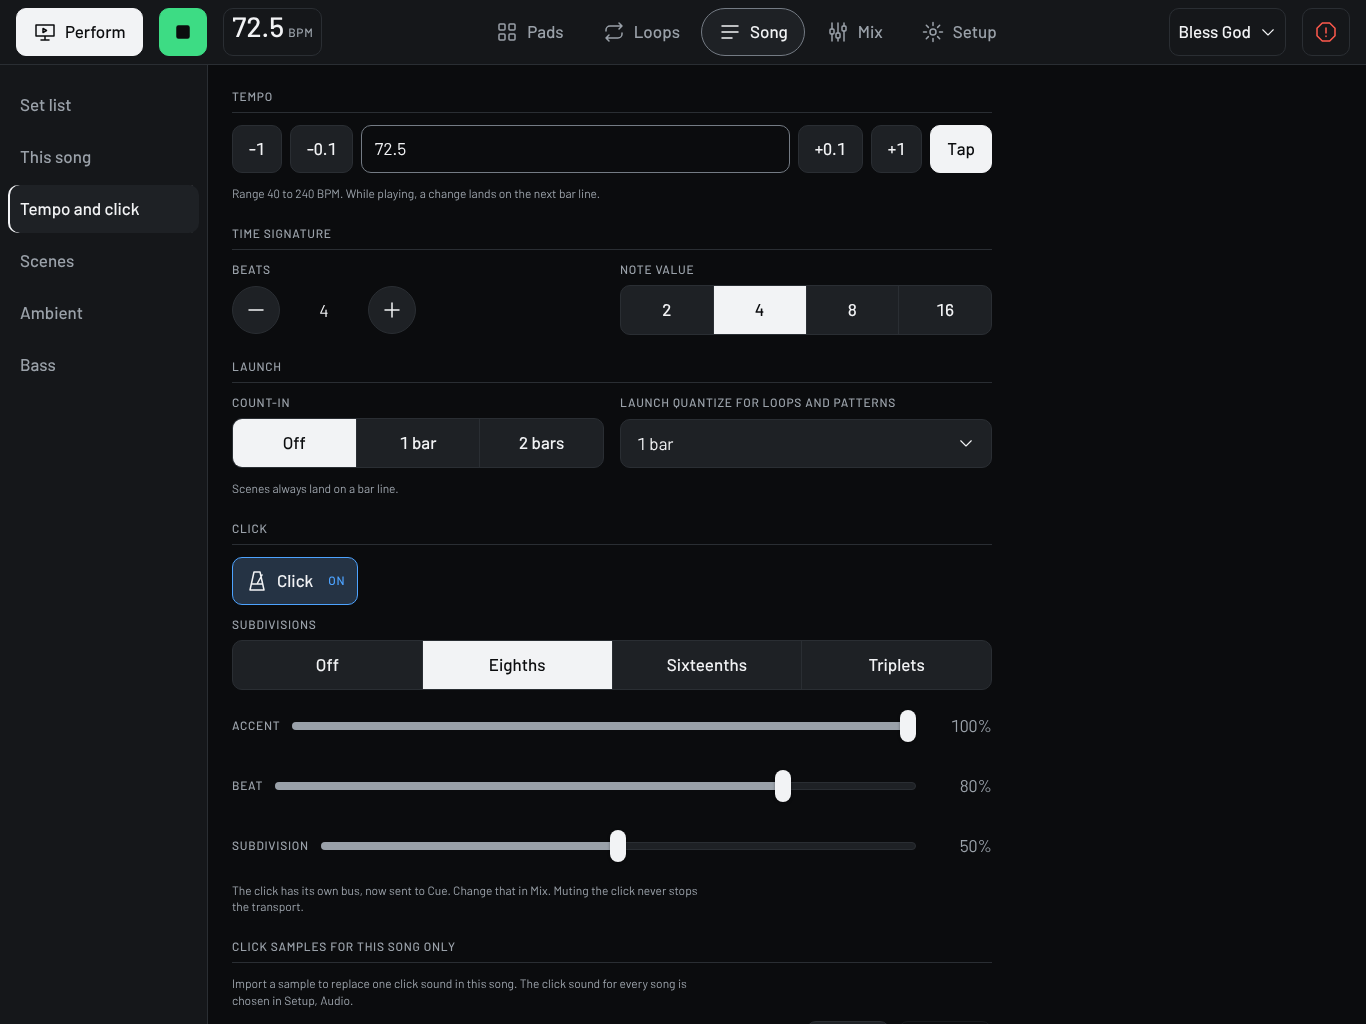 Perform
72.5 BPM
Pads
Loops
Song
Mix
Setup
Bless God
Set list
This song
Tempo and click
Scenes
Ambient
Bass
TEMPO
-1
-0.1
72.5
+0.1
+1
Tap
Range 40 to 240 BPM. While playing, a change lands on the next bar line.
TIME SIGNATURE
BEATS
4
NOTE VALUE
2
4
8
16
LAUNCH
COUNT-IN
Off
1 bar
2 bars
LAUNCH QUANTIZE FOR LOOPS AND PATTERNS
1 bar
Scenes always land on a bar line.
CLICK
Click ON
SUBDIVISIONS
Off
Eighths
Sixteenths
Triplets
ACCENT
100%
BEAT
80%
SUBDIVISION
50%
The click has its own bus, now sent to Cue. Change that in Mix. Muting the click never stops
the transport.
CLICK SAMPLES FOR THIS SONG ONLY
Import a sample to replace one click sound in this song. The click sound for every song is
chosen in Setup, Audio.